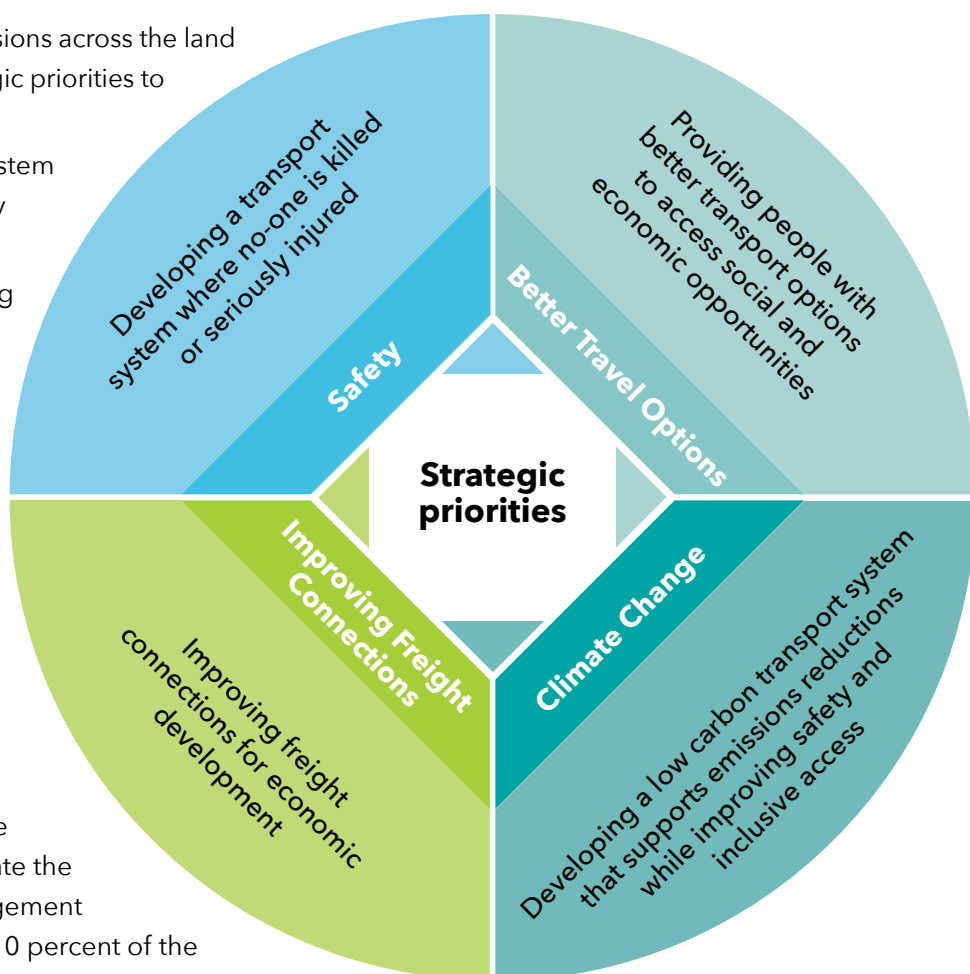 sions across the land
gic priorities to
stem
y
g
e
ate the
gement
0 percent of the
Developing a transport
system where no-one is killed
or seriously injured
Safety
Providing people with
better transport options
to access social and
economic opportunities
Better Travel Options
Strategic
priorities
Improving Freight
Connections
Improving freight
connections for economic
development
Climate Change
Developing a low carbon transport system
that supports emissions reductions
while improving safety and
inclusive access